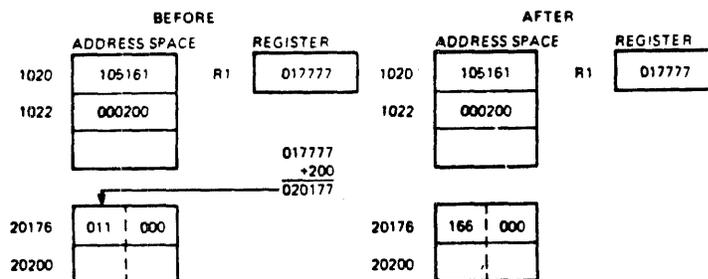 BEFORE AFTER
ADDRESS SPACE REGISTER ADDRESS SPACE REGISTER
1020 105161 R1 017777 1020 105161 R1 017777
1022 000200 1022 000200
017777
+200
020177
20176 011 000 20176 166 000
20200 20200